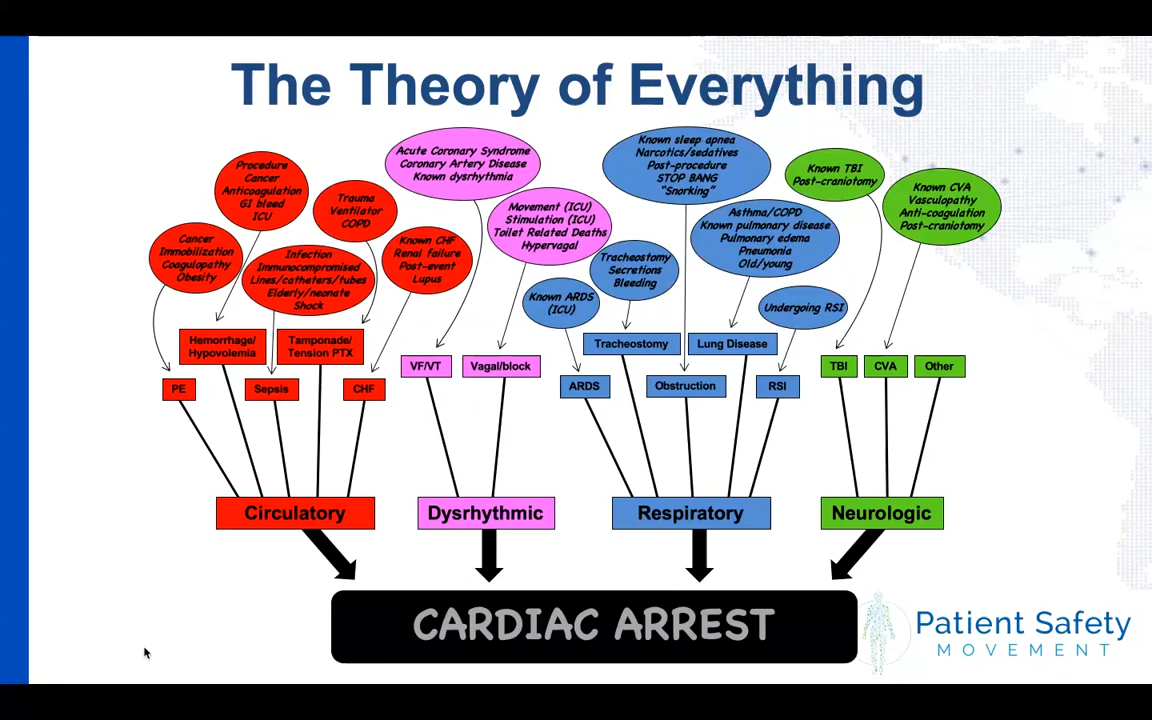 The Theory of Everything
Procedure
Cancer
Anticoagulation
GI bleed
ICU
Cancer
Immobilization
Coagulopathy
Obesity
Infection
Immunocompromised
Lines/catheters/tubes
Elderly/neonate
Shock
Trauma
Ventilator
COPD
Known CHF
Renal failure
Post-event
Lupus
Acute Coronary Syndrome
Coronary Artery Disease
Known dysrhythmia
Movement (ICU)
Stimulation (ICU)
Toilet Related Deaths
Hypervagal
Known ARDS
(ICU)
Tracheostomy
Secretions
Bleeding
Known sleep apnea
Narcotics/sedatives
Post-procedure
STOP BANG
"Snorking"
Asthma/COPD
Known pulmonary disease
Pulmonary edema
Pneumonia
Old/young
Undergoing RSI
Known TBI
Post-craniotomy
Known CVA
Vasculopathy
Anti-coagulation
Post-craniotomy
PE
Hemorrhage/
Hypovolemia
Sepsis
Tamponade/
Tension PTX
CHF
VF/VT
Vagal/block
ARDS
Tracheostomy
Obstruction
Lung Disease
RSI
TBI
CVA
Other
Circulatory
Dysrhythmic
Respiratory
Neurologic
CARDIAC ARREST
Patient Safety
MOVEMENT